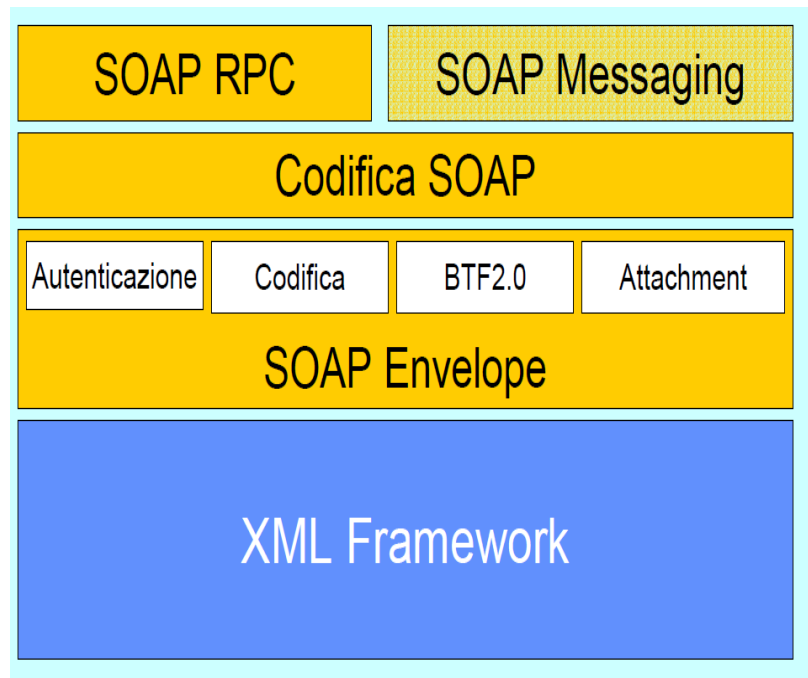 SOAP RPC
SOAP Messaging
Codifica SOAP
Autenticazione
Codifica
BTF2.0
Attachment
SOAP Envelope
XML Framework